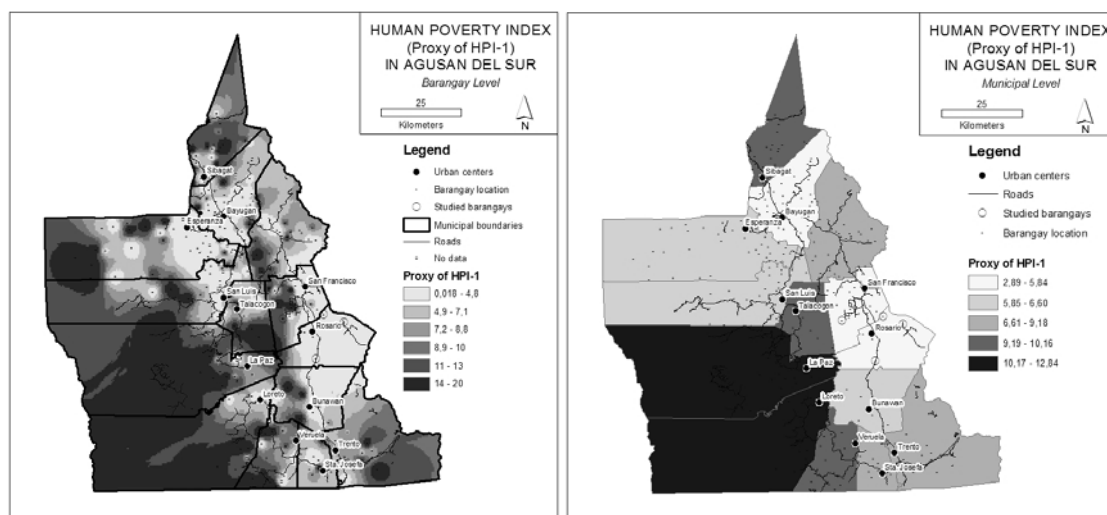 HUMAN POVERTY INDEX
(Proxy of HPI-1)
IN AGUSAN DEL SUR
Barangay Level
25
Kilometers
N
Legend
Urban centers
Barangay location
Studied barangays
Municipal boundaries
Roads
No data
Proxy of HPI-1
0,018 - 4,8
4,9 - 7,1
7,2 - 8,8
8,9 - 10
11 - 13
14 - 20
Sibagat
Bayugan
Esperanza
San Francisco
San Luis
Talacogon
Rosario
La Paz
Loreto
Bunawan
Veruela
Trento
Sta. Josefa
HUMAN POVERTY INDEX
(Proxy of HPI-1)
IN AGUSAN DEL SUR
Municipal Level
25
Kilometers
N
Legend
Urban centers
Roads
Studied barangays
Barangay location
Proxy of HPI-1
2,89 - 5,84
5,85 - 6,60
6,61 - 9,18
9,19 - 10,16
10,17 - 12,84
Sibagat
Bayugan
Esperanza
San Francisco
San Luis
Talacogon
Rosario
La Paz
Loreto
Bunawan
Veruela
Trento
Sta. Josefa